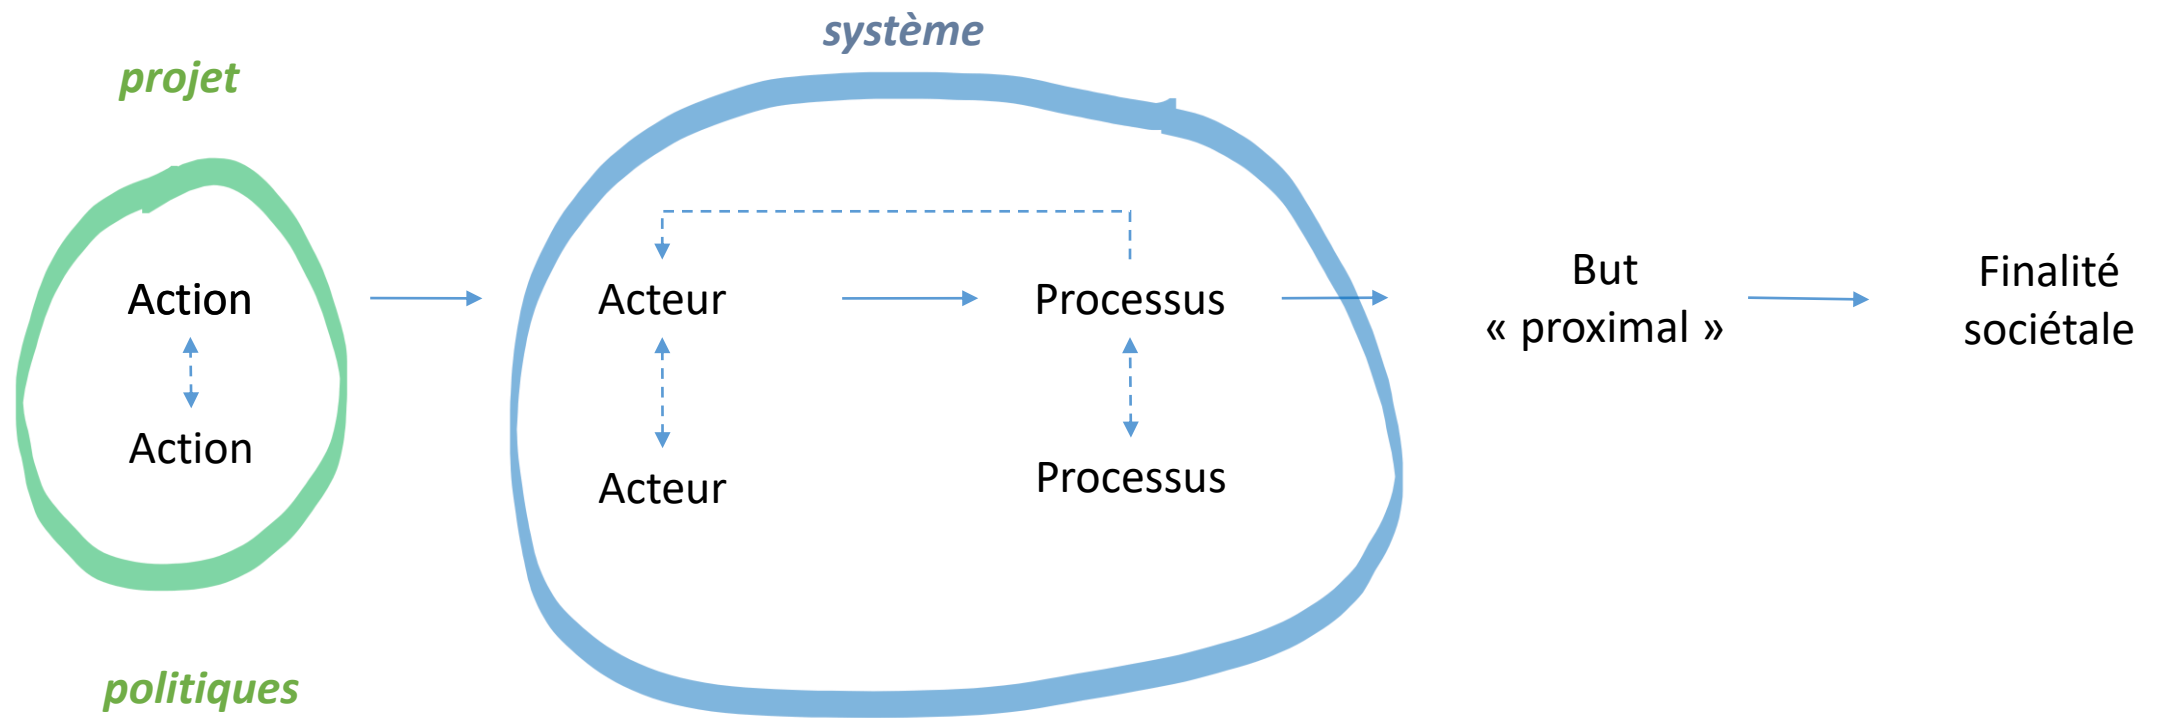 système
projet
Action
Acteur
Processus
But
« proximal »
Finalité
sociétale
Action
Acteur
Processus
politiques